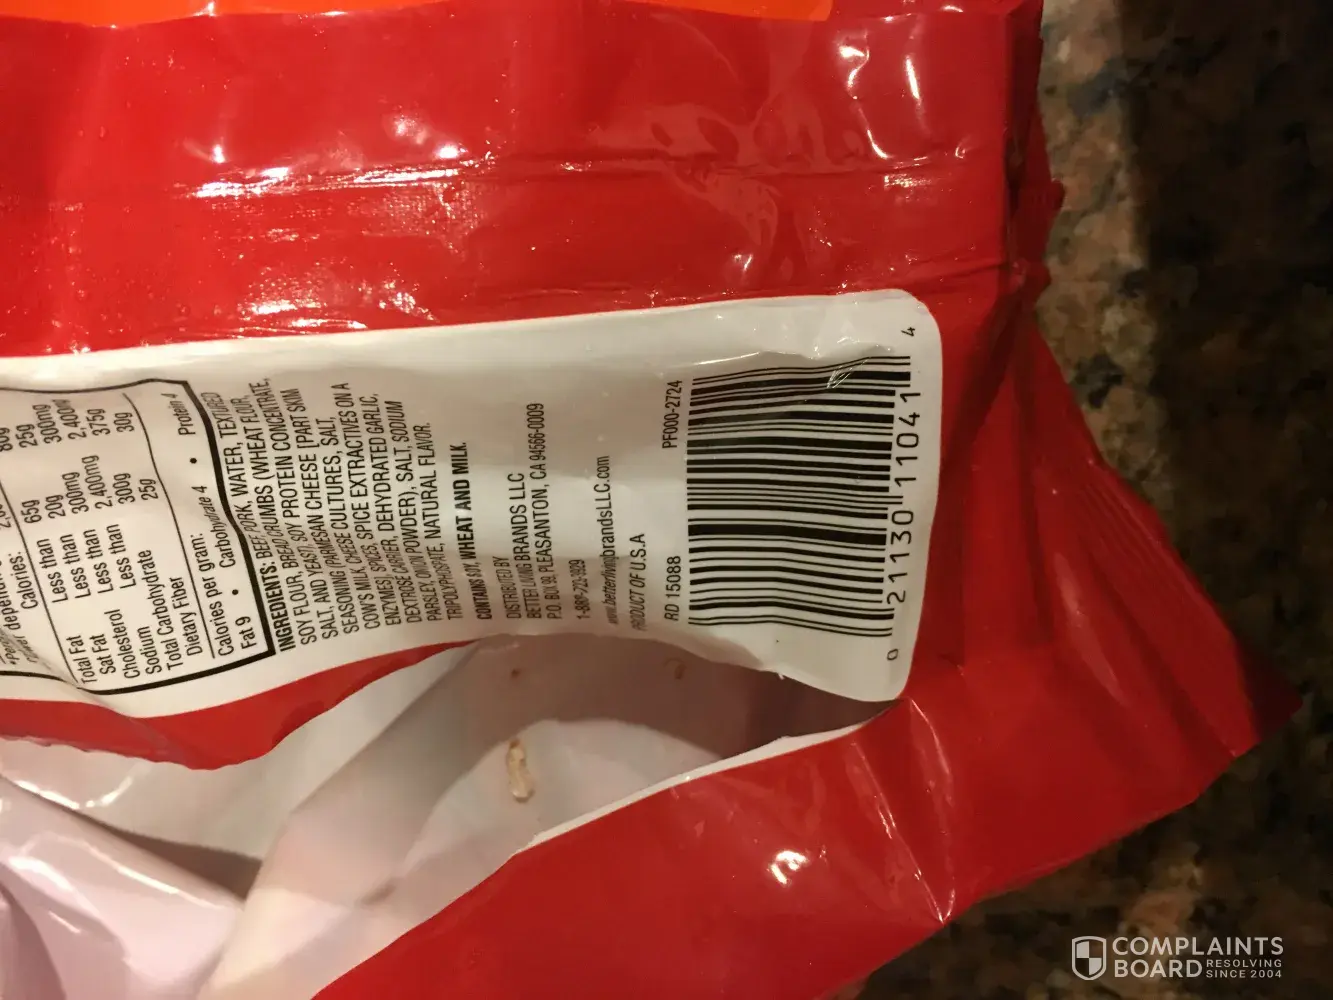 Calories:
Total Fat Less than 65g 80g
Sat Fat Less than 20g 25g
Cholesterol Less than 300mg 300mg
Sodium Less than 2,400mg 2,400mg
Total Carbohydrate 300g 375g
Dietary Fiber 25g 30g
Calories per gram:
Fat 9 • Carbohydrate 4 • Protein 4
INGREDIENTS: BEEF, PORK, WATER, TEXTURED
SOY FLOUR, BREADCRUMBS (WHEAT FLOUR,
SALT, AND YEAST), SOY PROTEIN CONCENTRATE,
SEASONING (PARMESAN CHEESE [PART SKIM
COW'S MILK, CHEESE CULTURES, SALT,
ENZYMES], SPICES, SPICE EXTRACTIVES ON A
DEXTROSE CARRIER, DEHYDRATED GARLIC,
PARSLEY, ONION POWDER), SALT, SODIUM
TRIPOLYPHOSPATE, NATURAL FLAVOR.
CONTAINS SOY, WHEAT AND MILK.
DISTRIBUTED BY
BETTER LIVING BRANDS LLC
P.O. BOX 99, PLEASANTON, CA 94566-0009
www.betterlivingbrandsLLC.com
PRODUCT OF U.S.A
RD 15088 PF000-2724
0 21130 11041 4
COMPLAINTS
BOARD RESOLVING
SINCE 2004